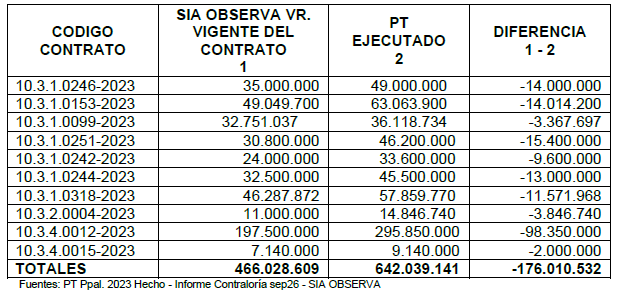 CODIGO CONTRATO | SIA OBSERVA VR. VIGENTE DEL CONTRATO 1 | PT EJECUTADO 2 | DIFERENCIA 1 - 2
10.3.1.0246-2023 35.000.000 49.000.000 -14.000.000
10.3.1.0153-2023 49.049.700 63.063.900 -14.014.200
10.3.1.0099-2023 32.751.037 36.118.734 -3.367.697
10.3.1.0251-2023 30.800.000 46.200.000 -15.400.000
10.3.1.0242-2023 24.000.000 33.600.000 -9.600.000
10.3.1.0244-2023 32.500.000 45.500.000 -13.000.000
10.3.1.0318-2023 46.287.872 57.859.770 -11.571.968
10.3.2.0004-2023 11.000.000 14.846.740 -3.846.740
10.3.4.0012-2023 197.500.000 295.850.000 -98.350.000
10.3.4.0015-2023 7.140.000 9.140.000 -2.000.000
TOTALES 466.028.609 642.039.141 -176.010.532
Fuentes: PT Ppal. 2023 Hecho - Informe Contraloría sep26 - SIA OBSERVA